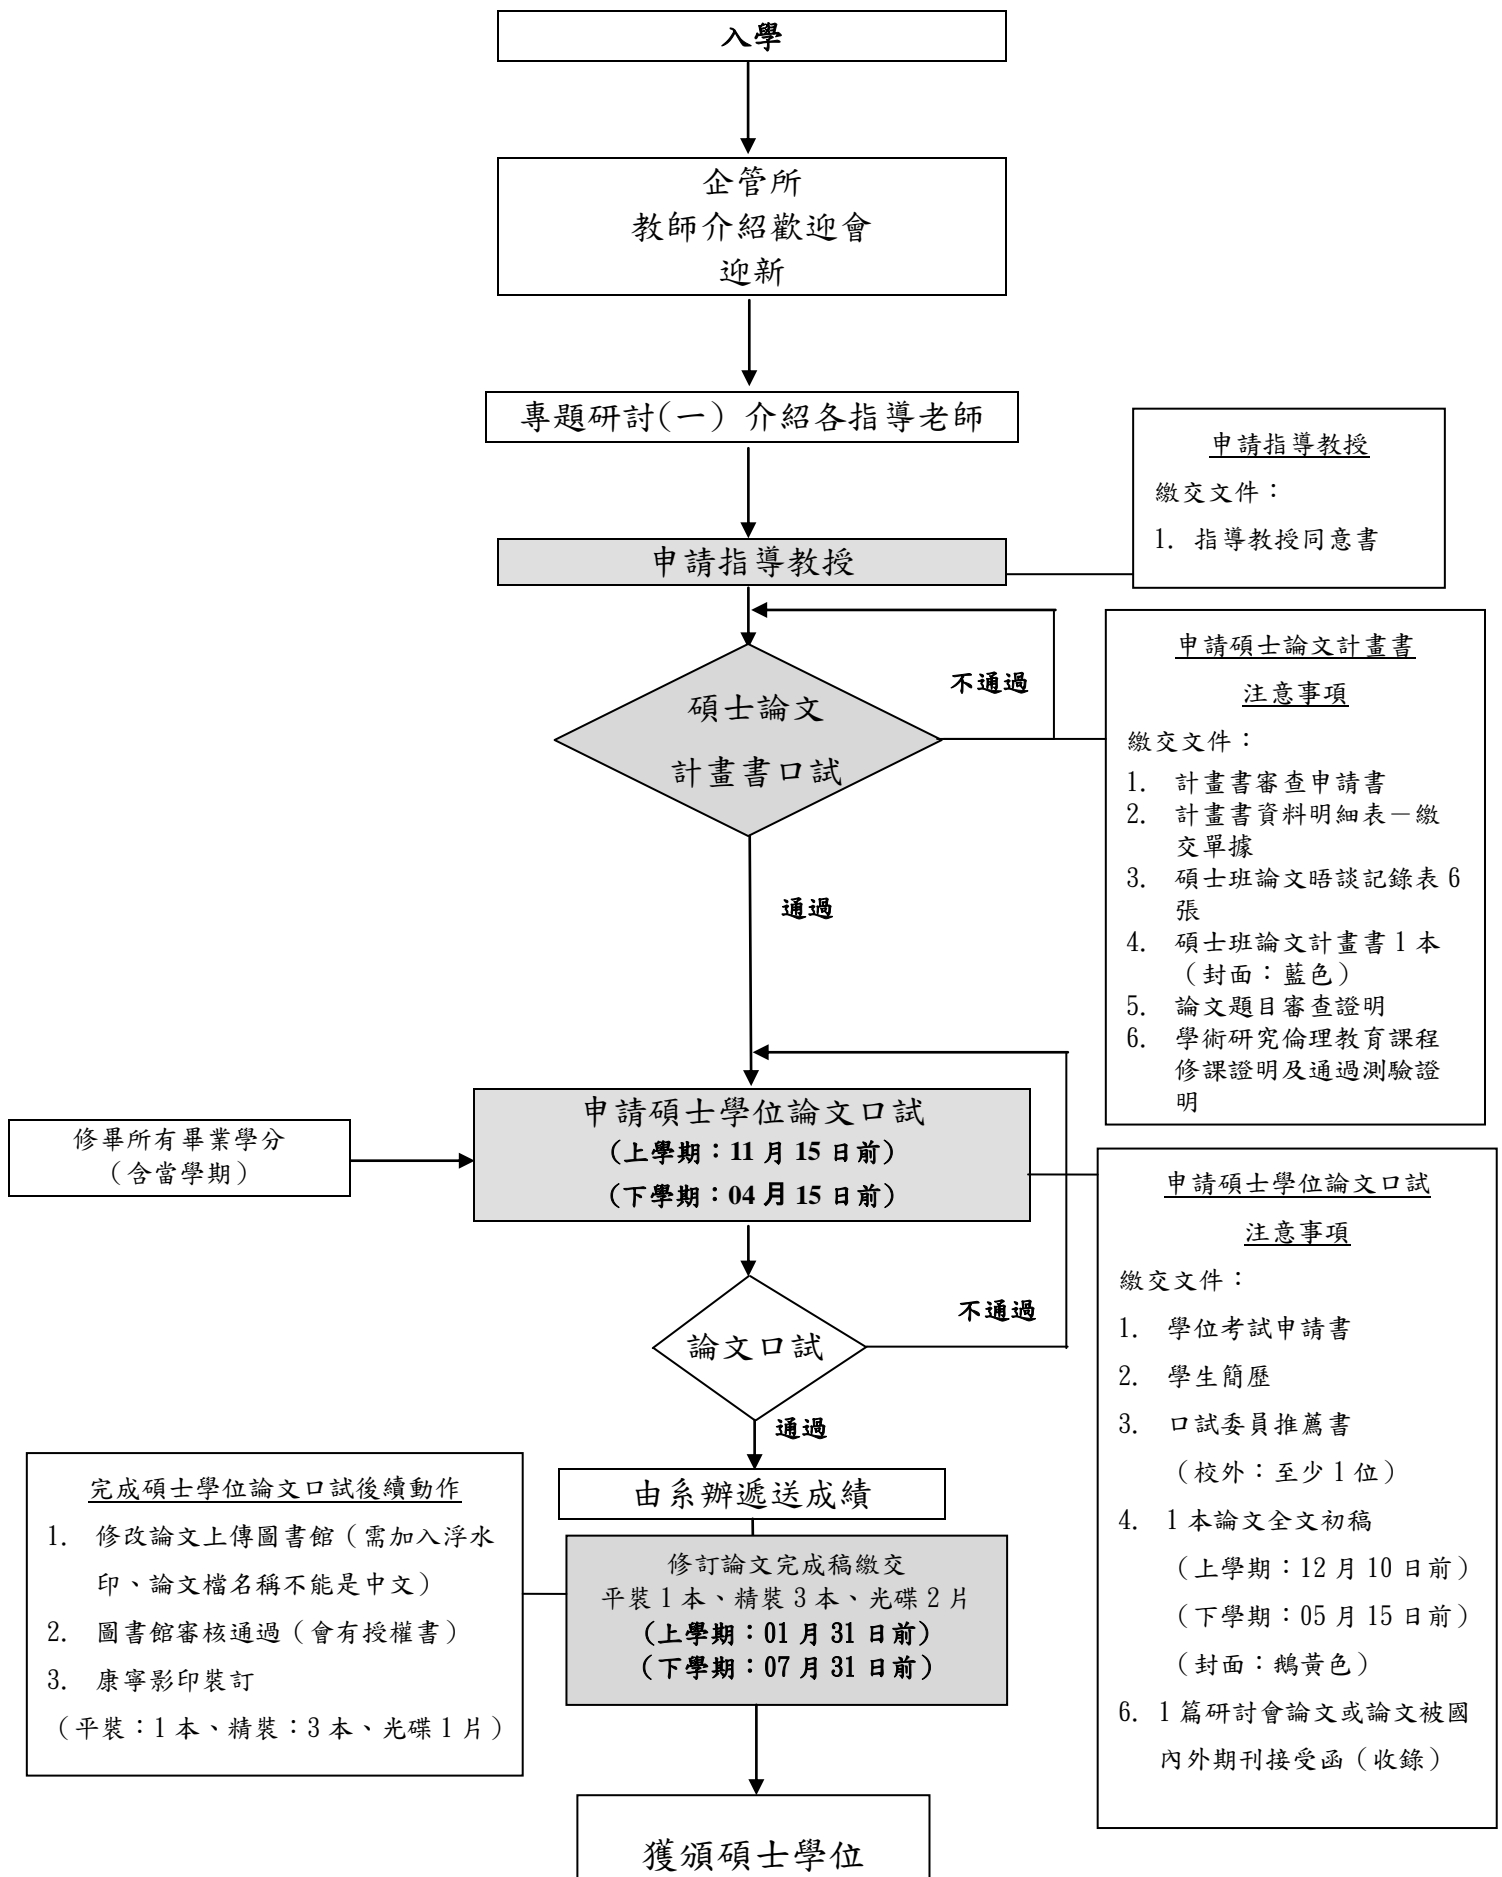 入學
企管所
教師介紹歡迎會
迎新
專題研討(一) 介紹各指導老師
申請指導教授
申請指導教授
繳交文件：
1. 指導教授同意書
碩士論文
計畫書口試
不通過
通過
申請碩士論文計畫書
注意事項
繳交文件：
1. 計畫書審查申請書
2. 計畫書資料明細表－繳
交單據
3. 碩士班論文晤談記錄表 6
張
4. 碩士班論文計畫書 1 本
（封面：藍色）
5. 論文題目審查證明
6. 學術研究倫理教育課程
修課證明及通過測驗證
明
修畢所有畢業學分
（含當學期）
申請碩士學位論文口試
（上學期：11 月 15 日前）
（下學期：04 月 15 日前）
論文口試
不通過
通過
申請碩士學位論文口試
注意事項
繳交文件：
1. 學位考試申請書
2. 學生簡歷
3. 口試委員推薦書
（校外：至少 1 位）
4. 1 本論文全文初稿
（上學期：12 月 10 日前）
（下學期：05 月 15 日前）
（封面：鵝黃色）
6. 1 篇研討會論文或論文被國
內外期刊接受函（收錄）
由系辦遞送成績
修訂論文完成稿繳交
平裝 1 本、精裝 3 本、光碟 2 片
（上學期：01 月 31 日前）
（下學期：07 月 31 日前）
完成碩士學位論文口試後續動作
1. 修改論文上傳圖書館（需加入浮水
印、論文檔名稱不能是中文）
2. 圖書館審核通過（會有授權書）
3. 康寧影印裝訂
（平裝：1 本、精裝：3 本、光碟 1 片）
獲頒碩士學位